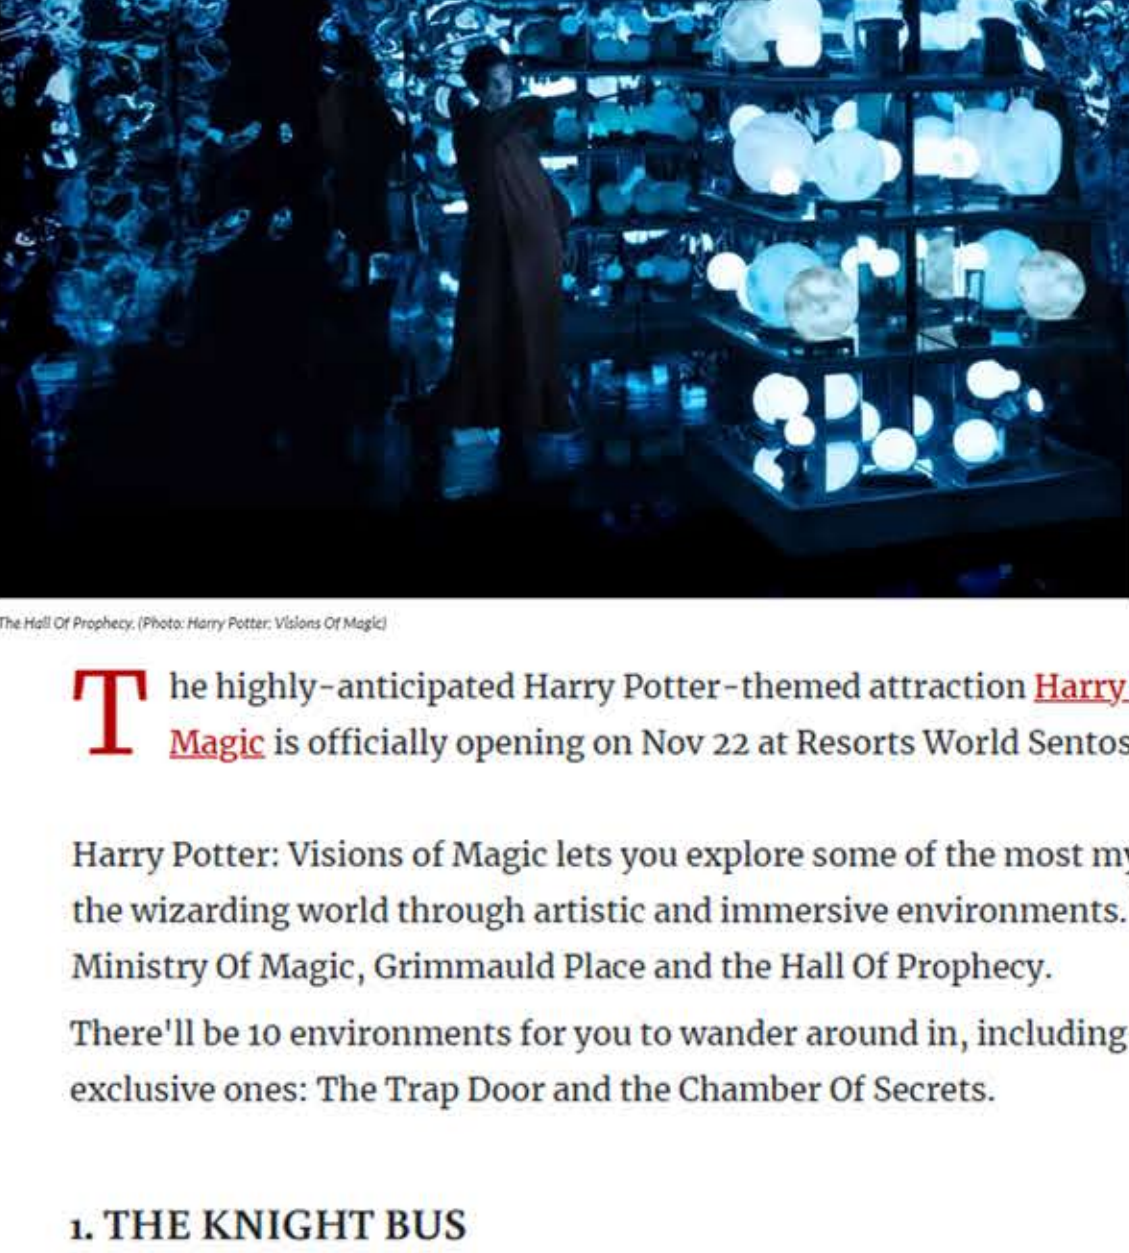 The Hall Of Prophecy. (Photo: Harry Potter: Visions Of Magic)
The highly-anticipated Harry Potter-themed attraction Harry
Magic is officially opening on Nov 22 at Resorts World Sentos
Harry Potter: Visions of Magic lets you explore some of the most my
the wizarding world through artistic and immersive environments.
Ministry Of Magic, Grimmauld Place and the Hall Of Prophecy.
There'll be 10 environments for you to wander around in, including
exclusive ones: The Trap Door and the Chamber Of Secrets.
1. THE KNIGHT BUS